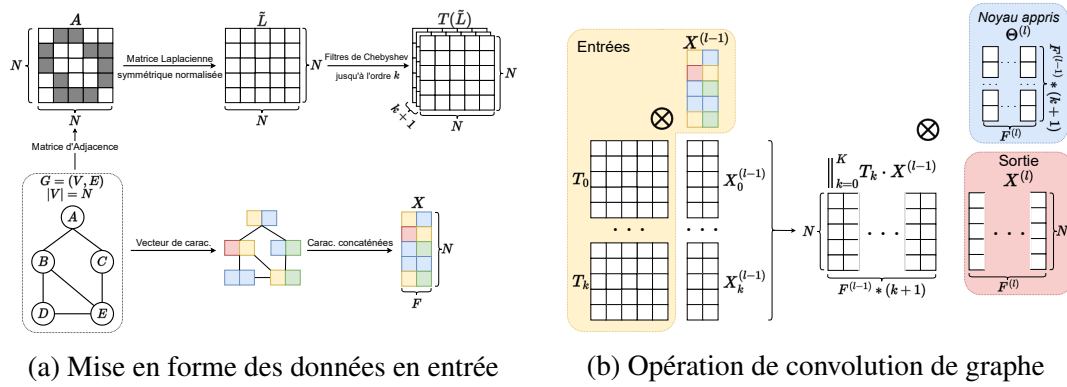 A
N
N
Matrice Laplacienne
symétrique normalisée
L̃
N
N
Filtres de Chebyshev
jusqu'à l'ordre k
T(L̃)
N
k+1
N
Matrice d'Adjacence
G = (V, E)
|V| = N
A
B
C
D
E
Vecteur de carac.
Carac. concaténées
X
N
F
(a) Mise en forme des données en entrée
Entrées
X^(l-1)
⊗
T_0
. . .
T_k
X_0^(l-1)
. . .
X_k^(l-1)
‖_{k=0}^K T_k · X^(l-1)
N
. . .
F^(l-1) * (k+1)
⊗
Noyau appris
Θ^(l)
...
... ...
...
F^(l-1) * (k+1)
F^(l)
Sortie
X^(l)
. . .
N
F^(l)
(b) Opération de convolution de graphe